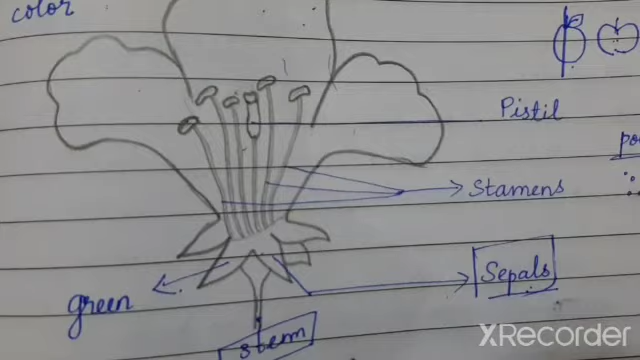 color
Pistil
Stamens
Sepals
green
stem
XRecorder